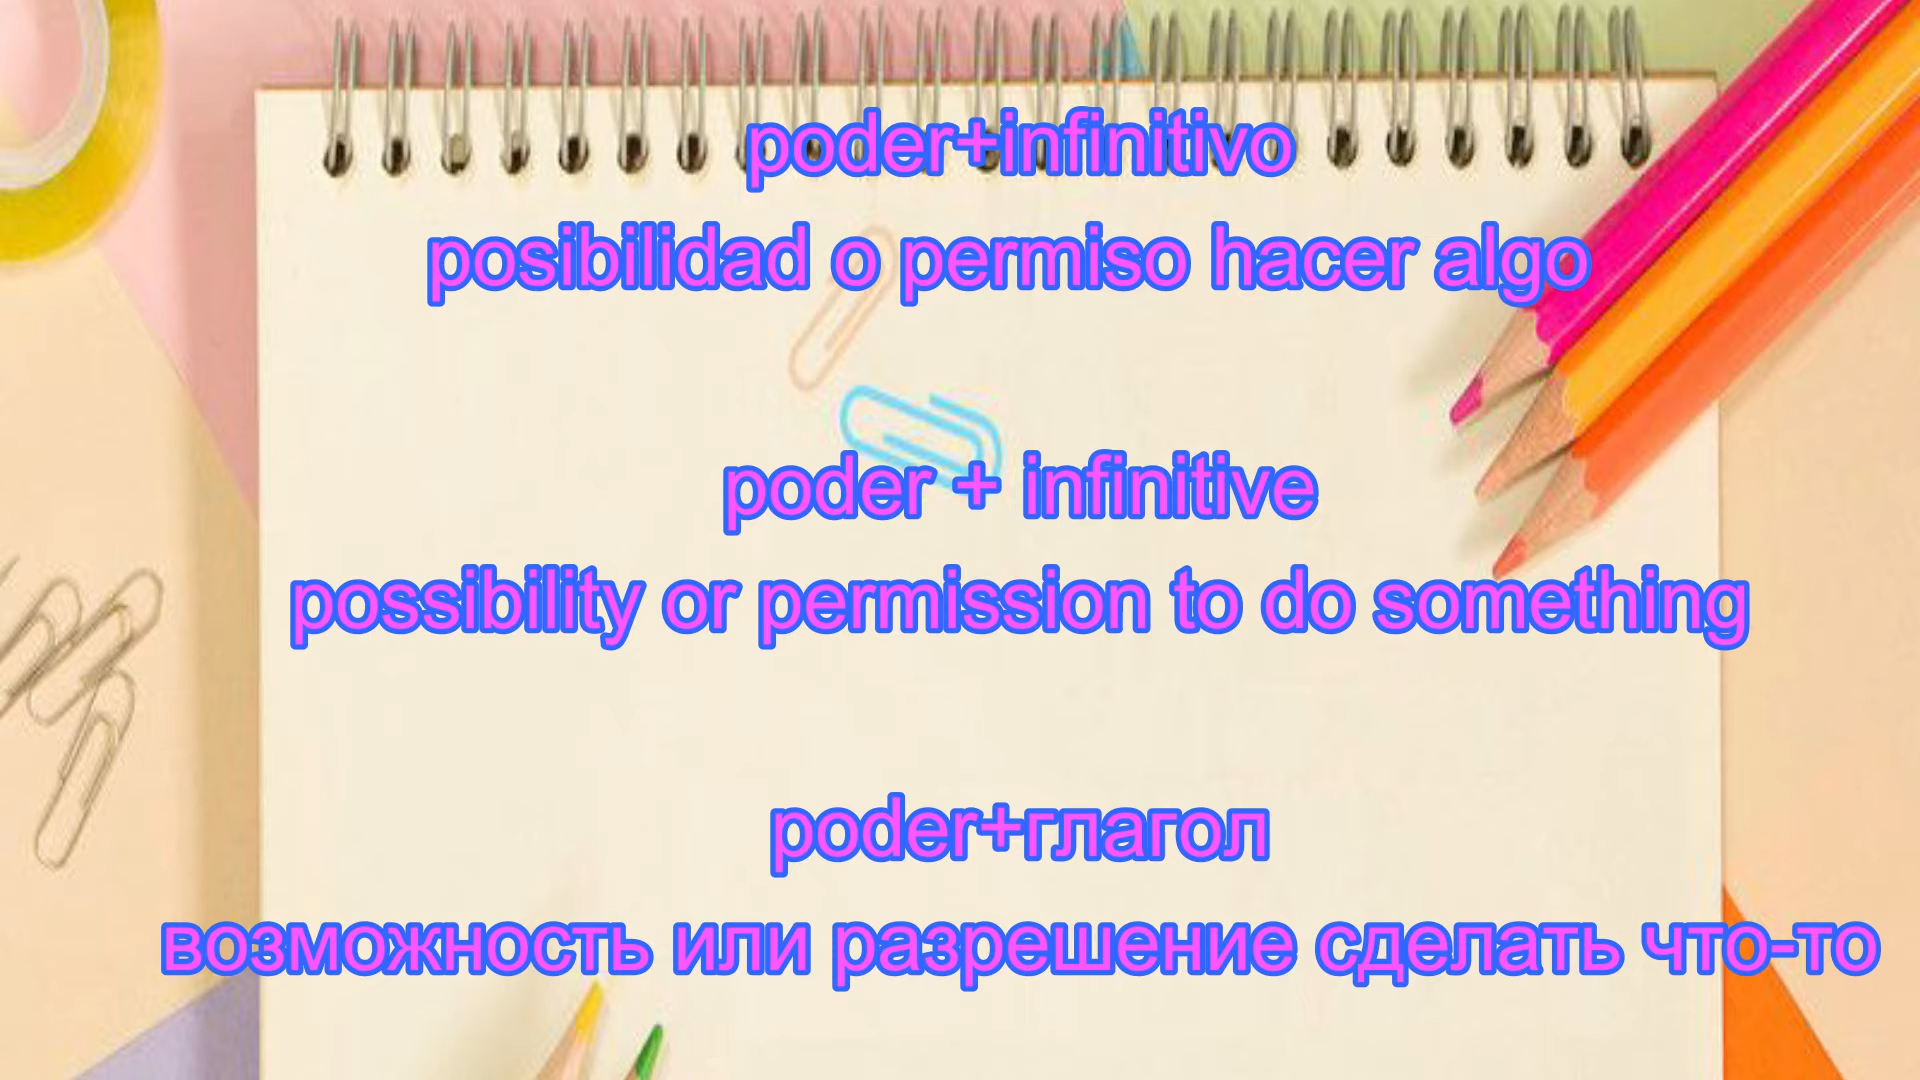 poder+infinitivo
posibilidad o permiso hacer algo
poder + infinitive
possibility or permission to do something
poder+глагол
возможность или разрешение сделать что-то